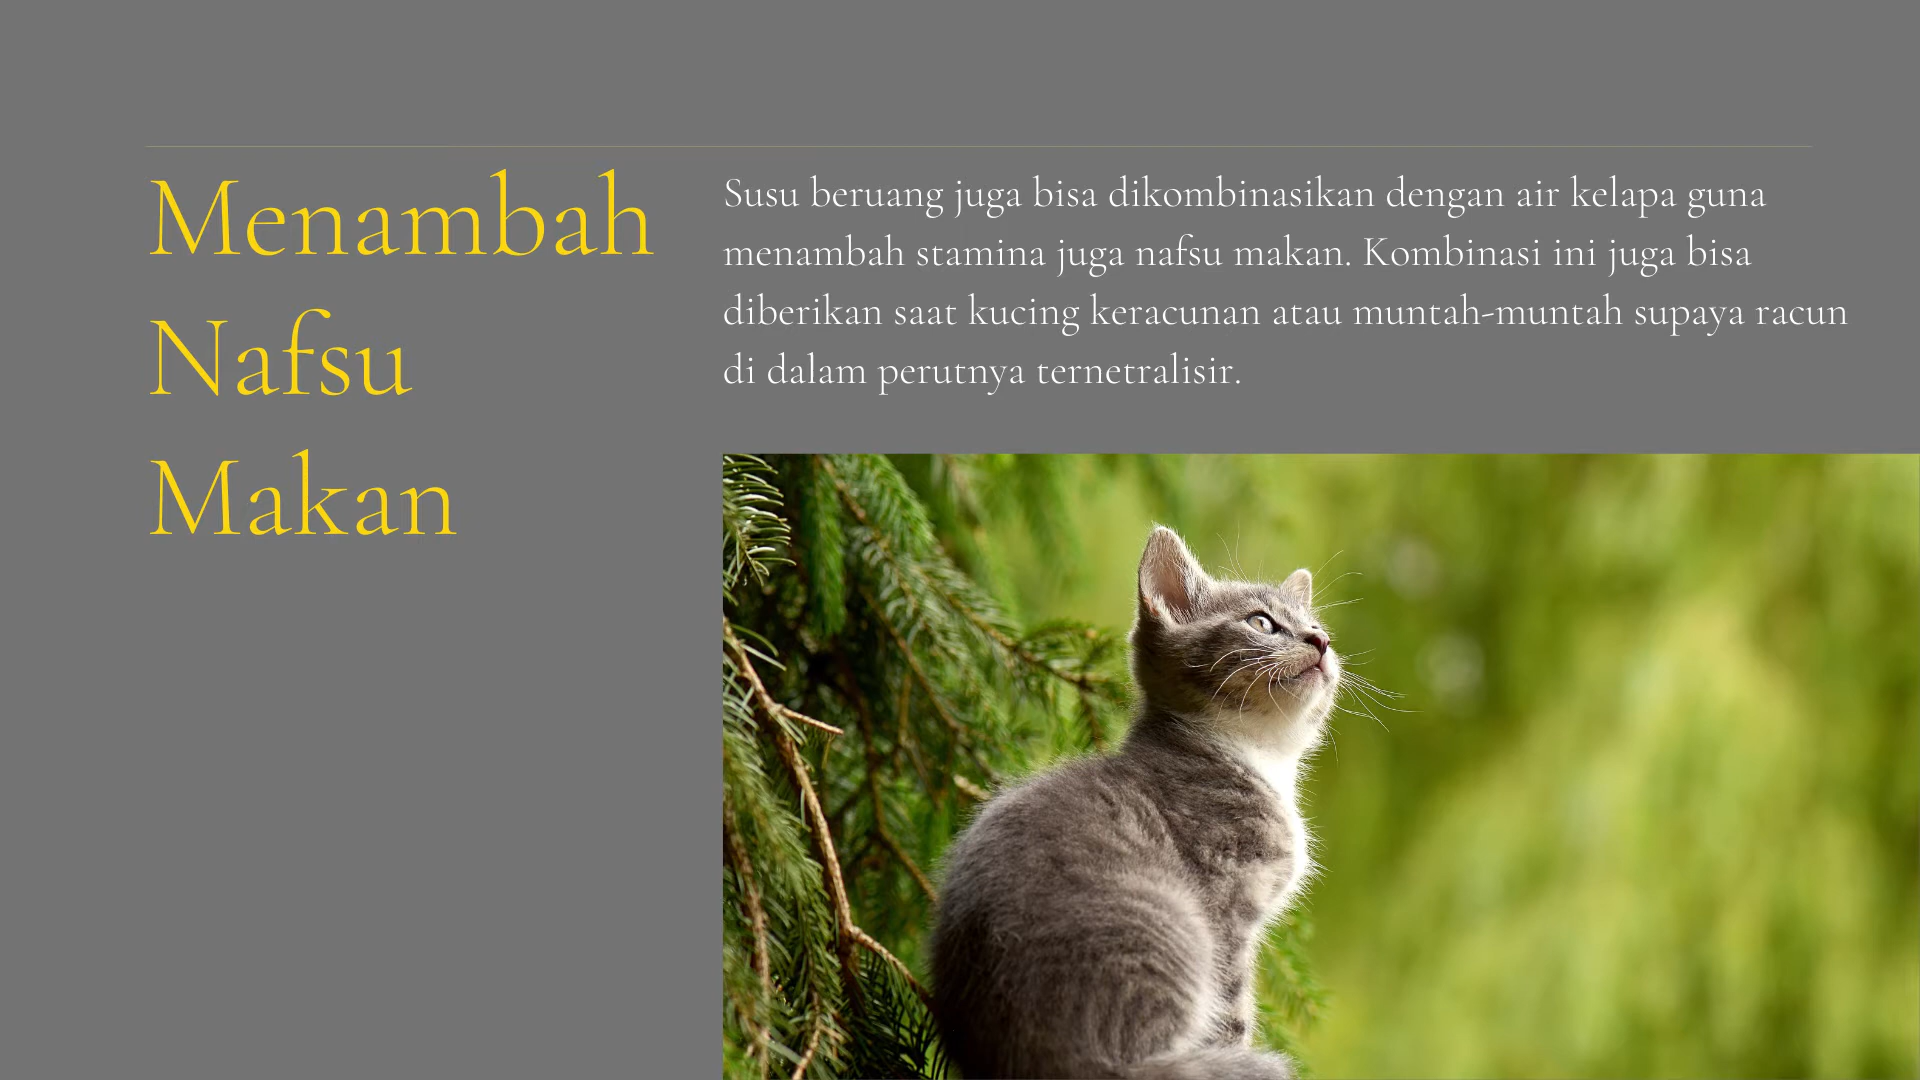 Menambah
Nafsu
Makan
Susu beruang juga bisa dikombinasikan dengan air kelapa guna
menambah stamina juga nafsu makan. Kombinasi ini juga bisa
diberikan saat kucing keracunan atau muntah-muntah supaya racun
di dalam perutnya ternetralisir.